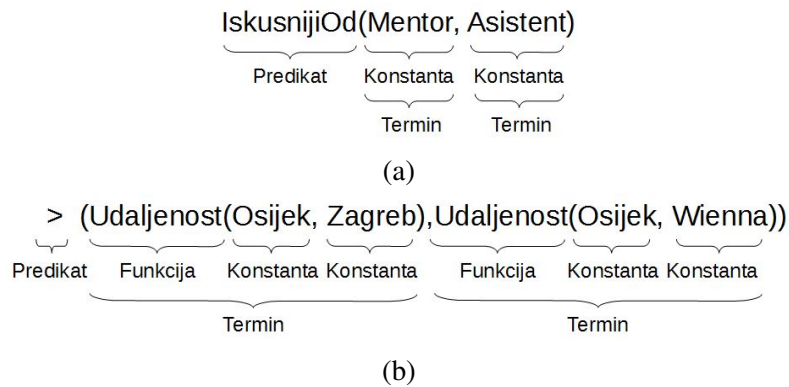 IskusnijiOd(Mentor, Asistent)
Predikat Konstanta Konstanta
Termin Termin
(a)
> (Udaljenost(Osijek, Zagreb),Udaljenost(Osijek, Wienna))
Predikat Funkcija Konstanta Konstanta Funkcija Konstanta Konstanta
Termin Termin
(b)